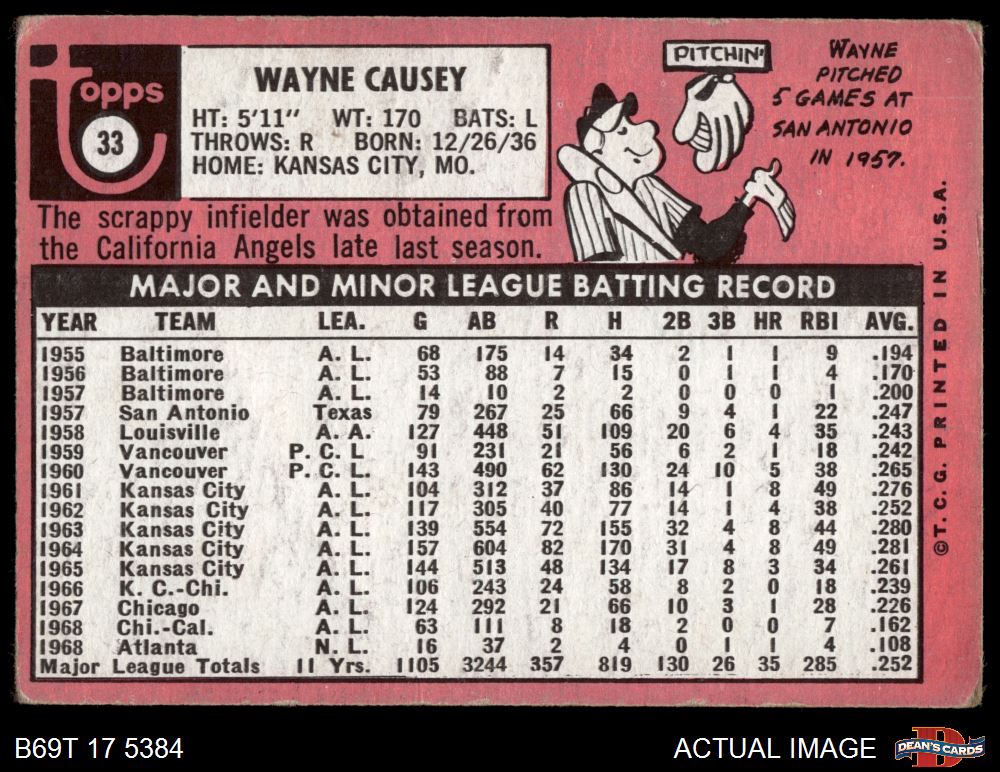 Topps
33
WAYNE CAUSEY
HT: 5'11" WT: 170 BATS: L
THROWS: R BORN: 12/26/36
HOME: KANSAS CITY, MO.
The scrappy infielder was obtained from
the California Angels late last season.
PITCHIN'
WAYNE
PITCHED
5 GAMES AT
SAN ANTONIO
IN 1957.
MAJOR AND MINOR LEAGUE BATTING RECORD
YEAR TEAM LEA. G AB R H 2B 3B HR RBI AVG.
1955 Baltimore A. L. 68 175 14 34 2 1 1 9 .194
1956 Baltimore A. L. 53 88 7 15 0 1 1 4 .170
1957 Baltimore A. L. 14 10 2 2 0 0 0 1 .200
1957 San Antonio Texas 79 267 25 66 9 4 1 22 .247
1958 Louisville A. A. 127 448 51 109 20 6 4 35 .243
1959 Vancouver P. C. L 91 231 21 56 6 2 1 18 .242
1960 Vancouver P. C. L. 143 490 62 130 24 10 5 38 .265
1961 Kansas City A. L. 104 312 37 86 14 1 8 49 .276
1962 Kansas City A. L. 117 305 40 77 14 1 4 38 .252
1963 Kansas City A. L. 139 554 72 155 32 4 8 44 .280
1964 Kansas City A. L. 157 604 82 170 31 4 8 49 .281
1965 Kansas City A. L. 144 513 48 134 17 8 3 34 .261
1966 K. C.-Chi. A. L. 106 243 24 58 8 2 0 18 .239
1967 Chicago A. L. 124 292 21 66 10 3 1 28 .226
1968 Chi.-Cal. A. L. 63 111 8 18 2 0 0 7 .162
1968 Atlanta N. L. 16 37 2 4 0 1 1 4 .108
Major League Totals 11 Yrs. 1105 3244 357 819 130 26 35 285 .252
©T. C. G. PRINTED IN U.S.A.
B69T 17 5384
ACTUAL IMAGE
D
DEAN'S CARDS